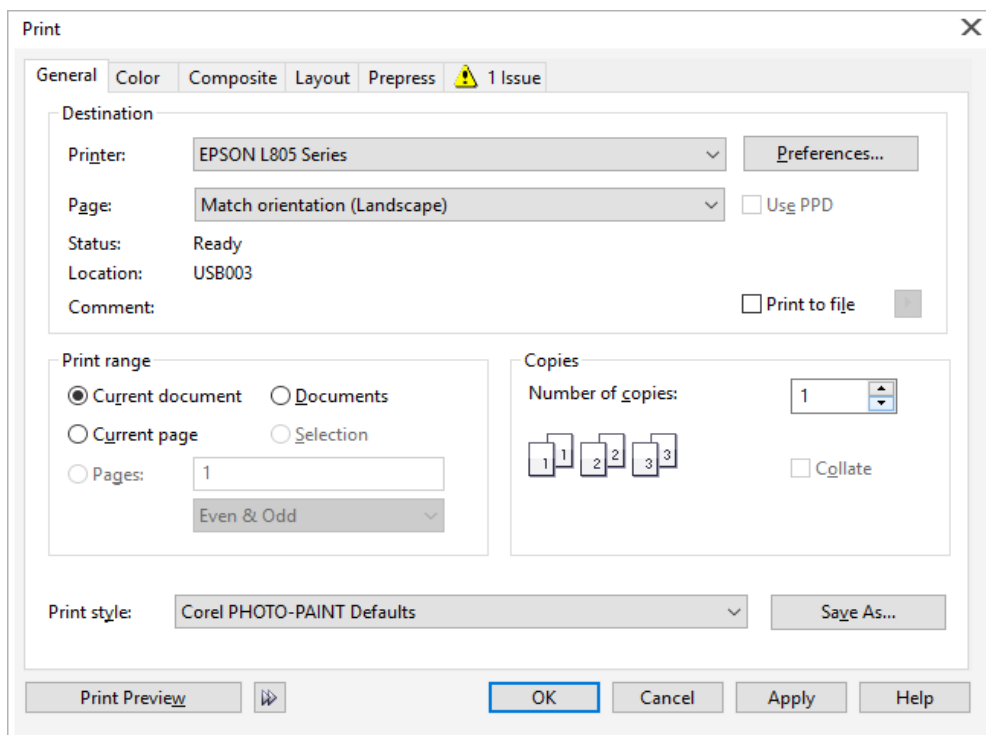 Print
General Color Composite Layout Prepress 1 Issue
Destination
Printer: EPSON L805 Series Preferences...
Page: Match orientation (Landscape) Use PPD
Status: Ready
Location: USB003
Comment: Print to file
Print range
Current document Documents
Current page Selection
Pages: 1
Even & Odd
Copies
Number of copies: 1
1 1 2 2 3 3
Collate
Print style: Corel PHOTO-PAINT Defaults Save As...
Print Preview OK Cancel Apply Help